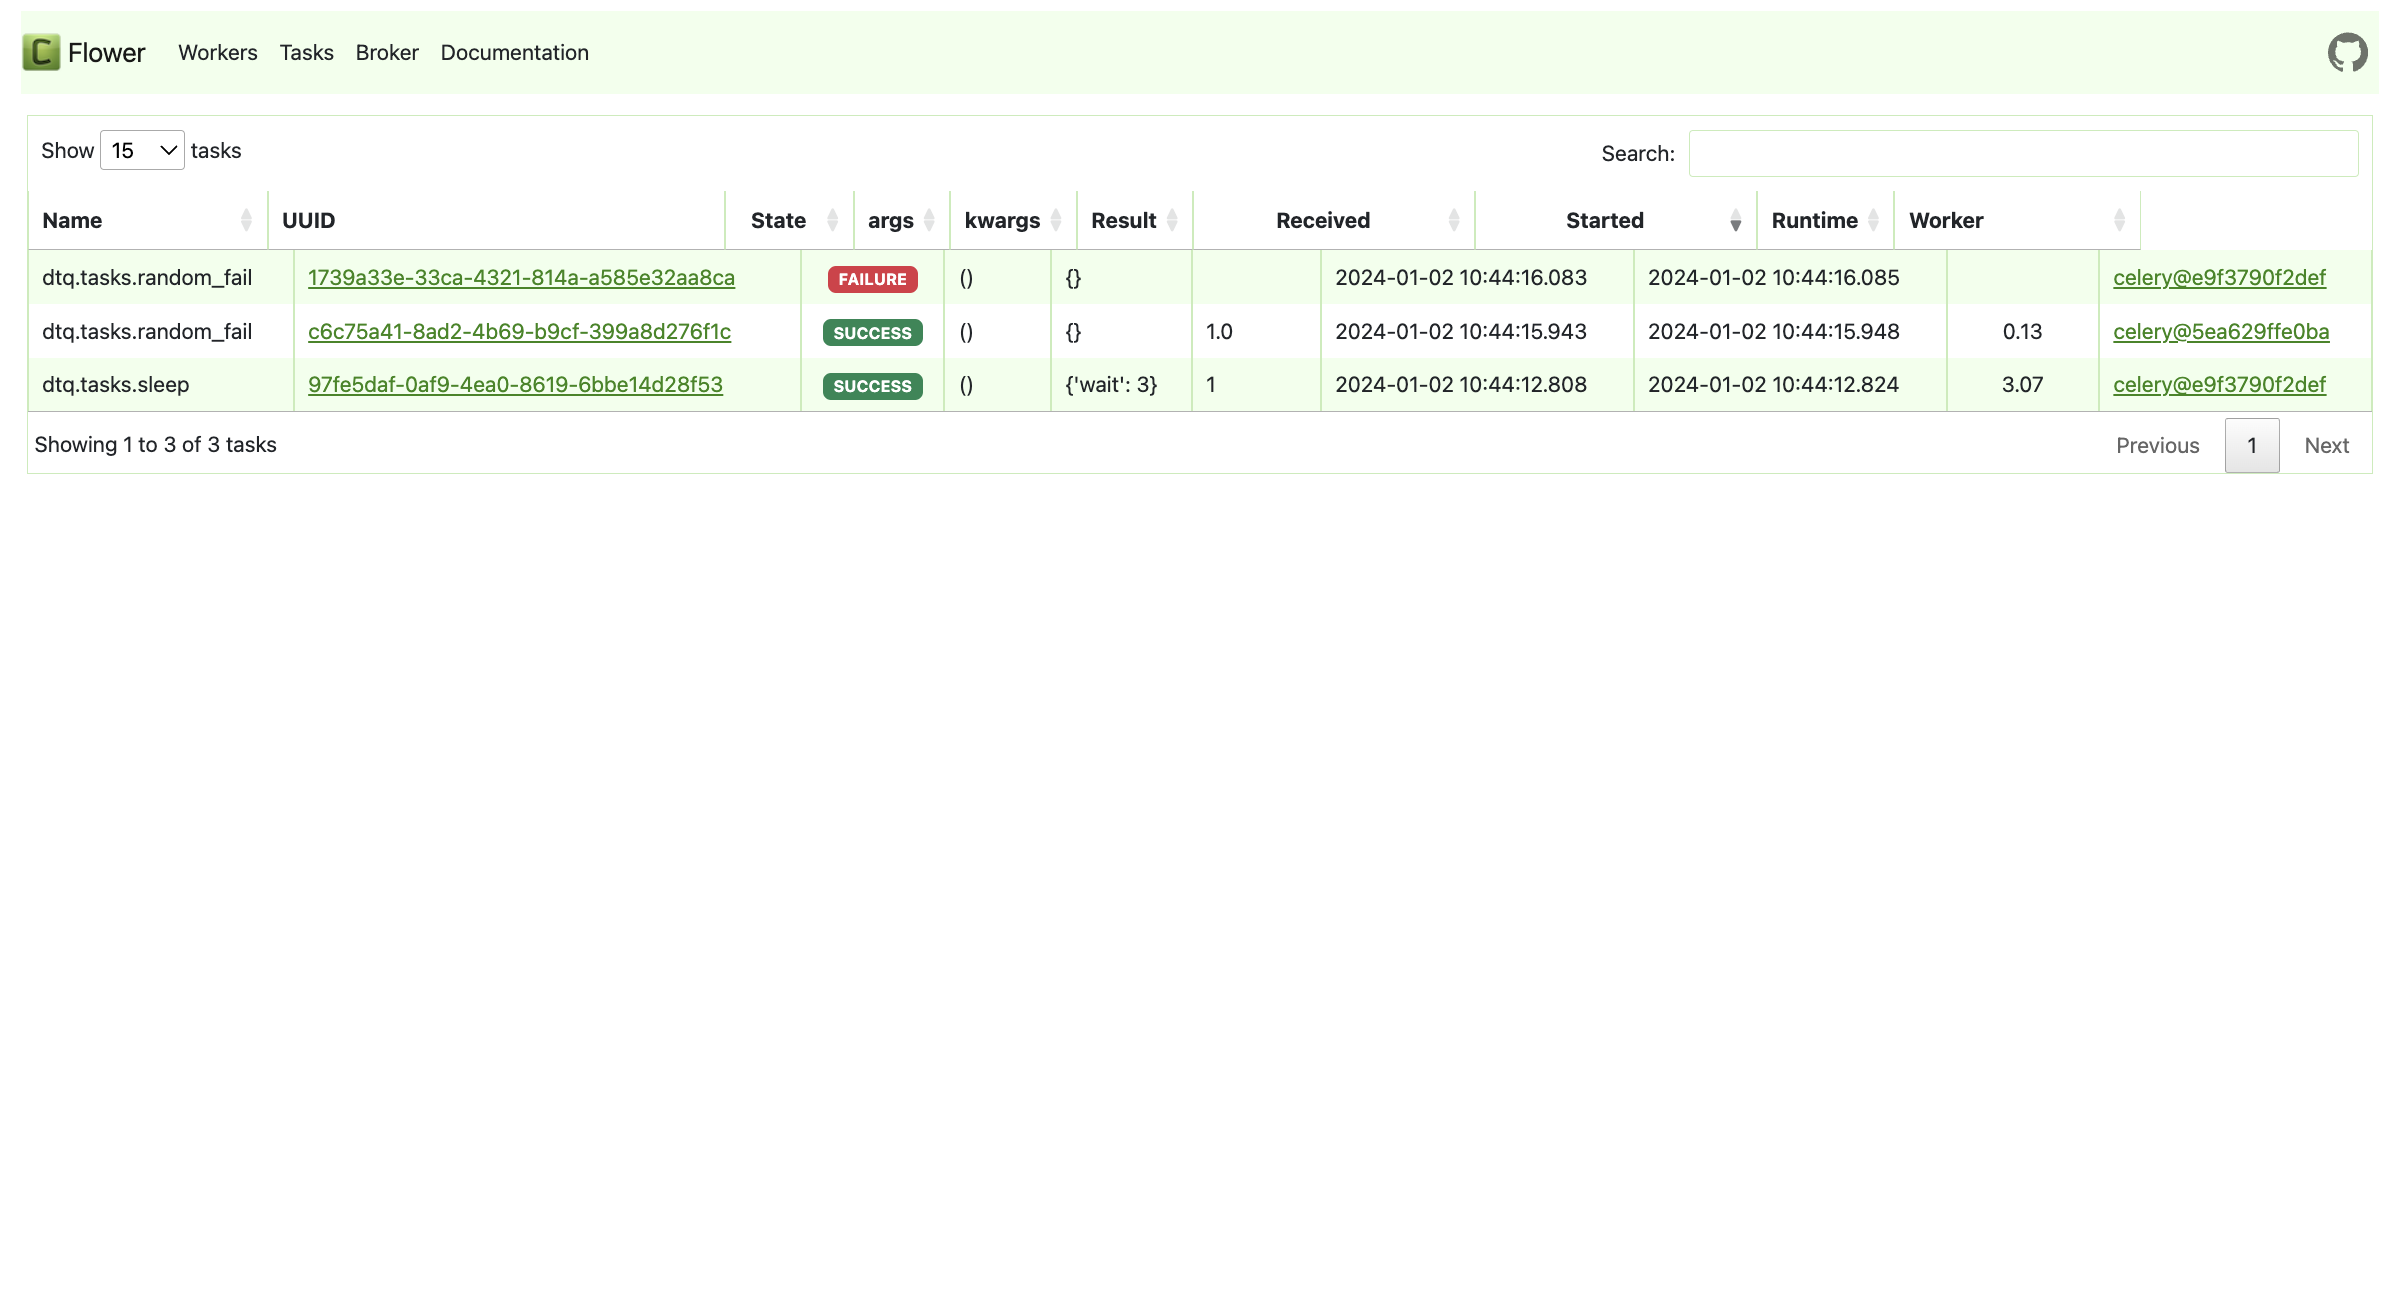 C Flower Workers Tasks Broker Documentation
Show 15 tasks Search:
Name UUID State args kwargs Result Received Started Runtime Worker
dtq.tasks.random_fail 1739a33e-33ca-4321-814a-a585e32aa8ca FAILURE () {} 2024-01-02 10:44:16.083 2024-01-02 10:44:16.085 celery@e9f3790f2def
dtq.tasks.random_fail c6c75a41-8ad2-4b69-b9cf-399a8d276f1c SUCCESS () {} 1.0 2024-01-02 10:44:15.943 2024-01-02 10:44:15.948 0.13 celery@5ea629ffe0ba
dtq.tasks.sleep 97fe5daf-0af9-4ea0-8619-6bbe14d28f53 SUCCESS () {'wait': 3} 1 2024-01-02 10:44:12.808 2024-01-02 10:44:12.824 3.07 celery@e9f3790f2def
Showing 1 to 3 of 3 tasks Previous 1 Next